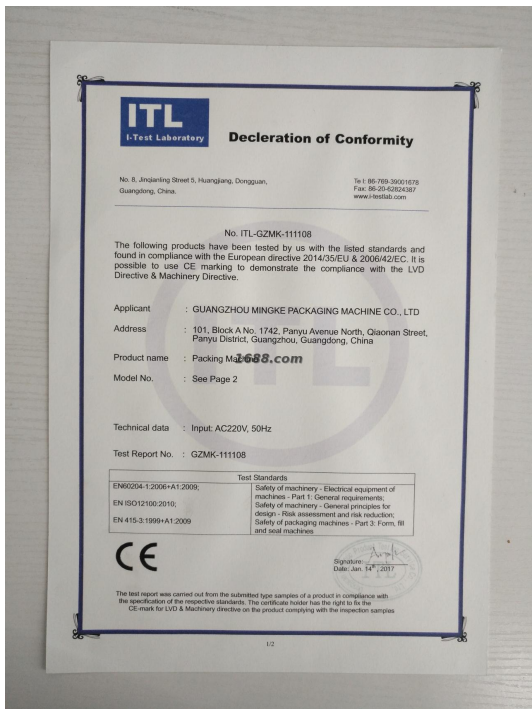 ITL
I-Test Laboratory
Decleration of Conformity
No. 8, Jinqianling Street 5, Huangjiang, Dongguan,
Guangdong, China.
Te l: 86-769-39001678
Fax: 86-20-62824387
www.i-testlab.com
No. ITL-GZMK-111108
The following products have been tested by us with the listed standards and
found in compliance with the European directive 2014/35/EU & 2006/42/EC. It is
possible to use CE marking to demonstrate the compliance with the LVD
Directive & Machinery Directive.
Applicant : GUANGZHOU MINGKE PACKAGING MACHINE CO., LTD
Address : 101, Block A No. 1742, Panyu Avenue North, Qiaonan Street,
Panyu District, Guangzhou, Guangdong, China
Product name : Packing Machine
1688.com
Model No. : See Page 2
Technical data : Input: AC220V, 50Hz
Test Report No. : GZMK-111108
Test Standards
EN60204-1:2006+A1:2009; Safety of machinery - Electrical equipment of
machines - Part 1: General requirements;
EN ISO12100:2010; Safety of machinery - General principles for
design - Risk assessment and risk reduction;
EN 415-3:1999+A1:2009 Safety of packaging machines - Part 3: Form, fill
and seal machines
CE
Signature:
Date: Jan. 14th, 2017
The test report was carried out from the submitted type samples of a product in compliance with
the specification of the respective standards. The certificate holder has the right to fix the
CE-mark for LVD & Machinery directive on the product complying with the inspection samples
1/2